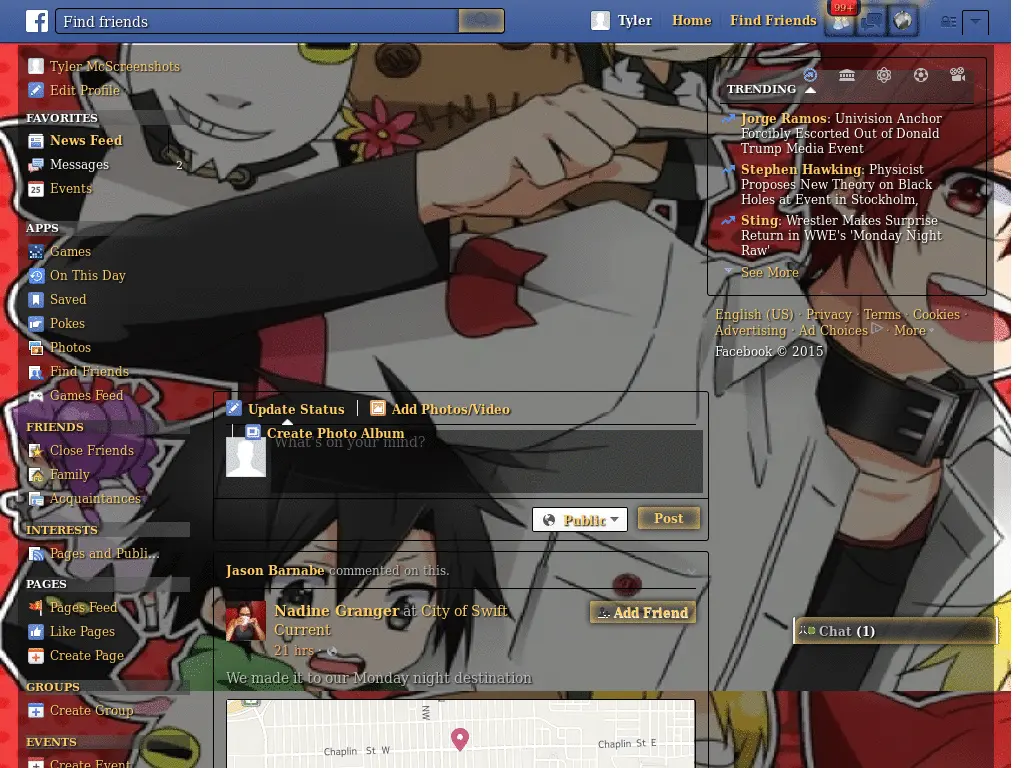 Find friends
Tyler
Home
Find Friends
99+
Tyler McScreenshots
Edit Profile
FAVORITES
News Feed
Messages
2
Events
APPS
Games
On This Day
Saved
Pokes
Photos
Find Friends
Games Feed
FRIENDS
Close Friends
Family
Acquaintances
INTERESTS
Pages and Publi...
PAGES
Pages Feed
Like Pages
Create Page
GROUPS
Create Group
EVENTS
Create Event
Update Status
Add Photos/Video
Create Photo Album
What's on your mind?
Public
Post
Jason Barnabe commented on this.
Nadine Granger at City of Swift
Current
21 hrs ·
Add Friend
We made it to our Monday night destination
NW
Chaplin St W
Chaplin St E
TRENDING
Jorge Ramos: Univision Anchor
Forcibly Escorted Out of Donald
Trump Media Event
Stephen Hawking: Physicist
Proposes New Theory on Black
Holes at Event in Stockholm,
Sting: Wrestler Makes Surprise
Return in WWE's 'Monday Night
Raw'
See More
English (US) · Privacy · Terms · Cookies ·
Advertising · Ad Choices · More
Facebook © 2015
Chat (1)